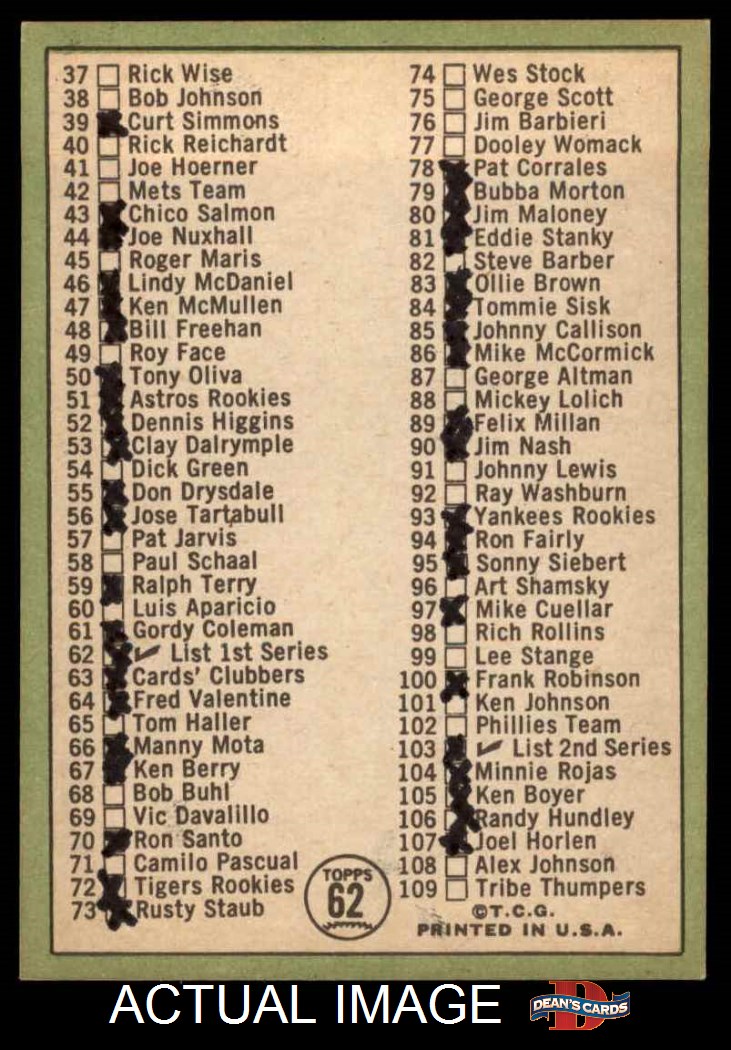 37 Rick Wise
38 Bob Johnson
39 Curt Simmons
40 Rick Reichardt
41 Joe Hoerner
42 Mets Team
43 Chico Salmon
44 Joe Nuxhall
45 Roger Maris
46 Lindy McDaniel
47 Ken McMullen
48 Bill Freehan
49 Roy Face
50 Tony Oliva
51 Astros Rookies
52 Dennis Higgins
53 Clay Dalrymple
54 Dick Green
55 Don Drysdale
56 Jose Tartabull
57 Pat Jarvis
58 Paul Schaal
59 Ralph Terry
60 Luis Aparicio
61 Gordy Coleman
62 ✓ List 1st Series
63 Cards' Clubbers
64 Fred Valentine
65 Tom Haller
66 Manny Mota
67 Ken Berry
68 Bob Buhl
69 Vic Davalillo
70 Ron Santo
71 Camilo Pascual
72 Tigers Rookies
73 Rusty Staub
TOPPS
62
74 Wes Stock
75 George Scott
76 Jim Barbieri
77 Dooley Womack
78 Pat Corrales
79 Bubba Morton
80 Jim Maloney
81 Eddie Stanky
82 Steve Barber
83 Ollie Brown
84 Tommie Sisk
85 Johnny Callison
86 Mike McCormick
87 George Altman
88 Mickey Lolich
89 Felix Millan
90 Jim Nash
91 Johnny Lewis
92 Ray Washburn
93 Yankees Rookies
94 Ron Fairly
95 Sonny Siebert
96 Art Shamsky
97 Mike Cuellar
98 Rich Rollins
99 Lee Stange
100 Frank Robinson
101 Ken Johnson
102 Phillies Team
103 ✓ List 2nd Series
104 Minnie Rojas
105 Ken Boyer
106 Randy Hundley
107 Joel Horlen
108 Alex Johnson
109 Tribe Thumpers
©T.C.G.
PRINTED IN U.S.A.
ACTUAL IMAGE
D
DEAN'S CARDS